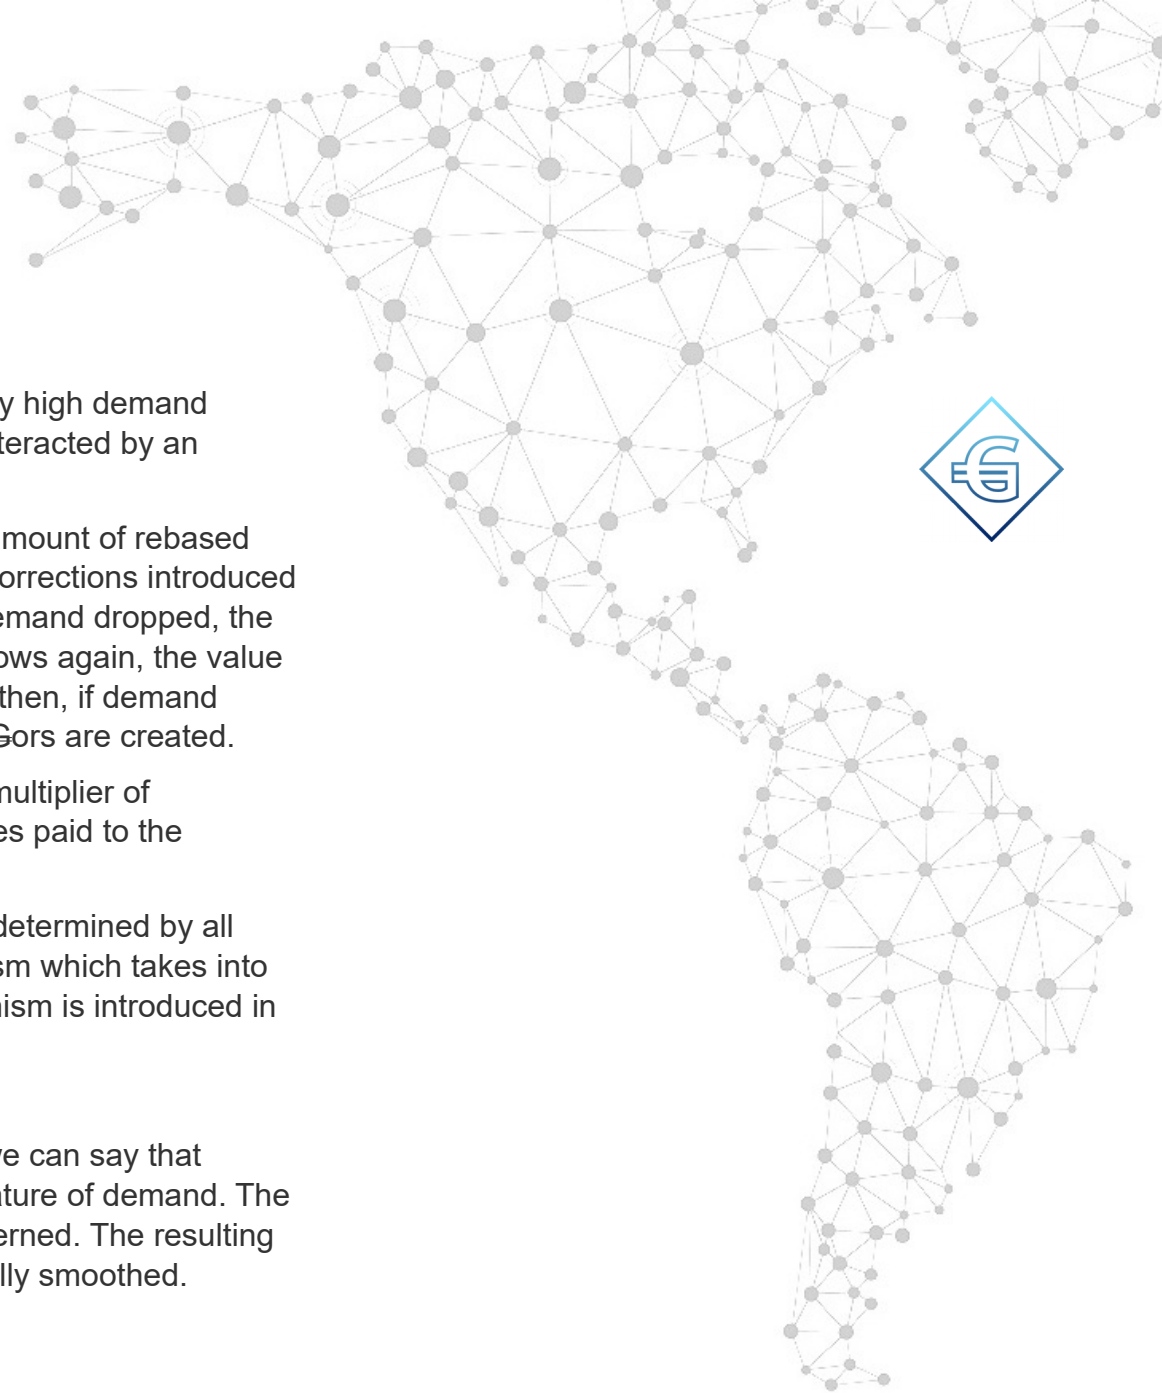 y high demand
teracted by an
mount of rebased
orrections introduced
emand dropped, the
ows again, the value
then, if demand
Gors are created.
nultiplier of
es paid to the
determined by all
sm which takes into
nism is introduced in
ve can say that
ature of demand. The
erned. The resulting
lly smoothed.